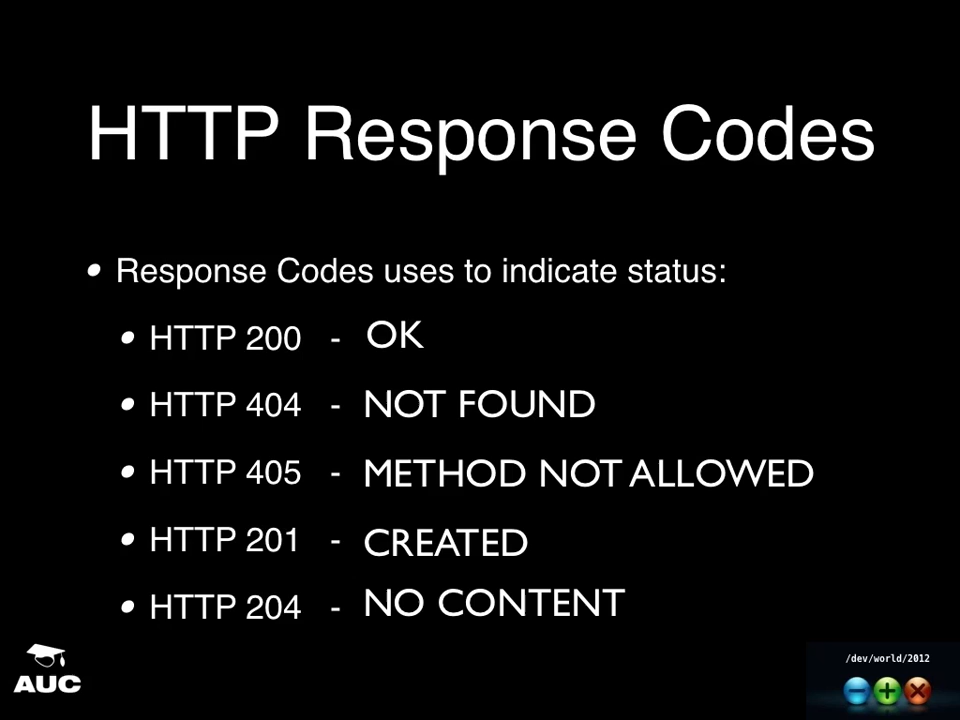 HTTP Response Codes
• Response Codes uses to indicate status:
• HTTP 200 - OK
• HTTP 404 - NOT FOUND
• HTTP 405 - METHOD NOT ALLOWED
• HTTP 201 - CREATED
• HTTP 204 - NO CONTENT
AUC
/dev/world/2012